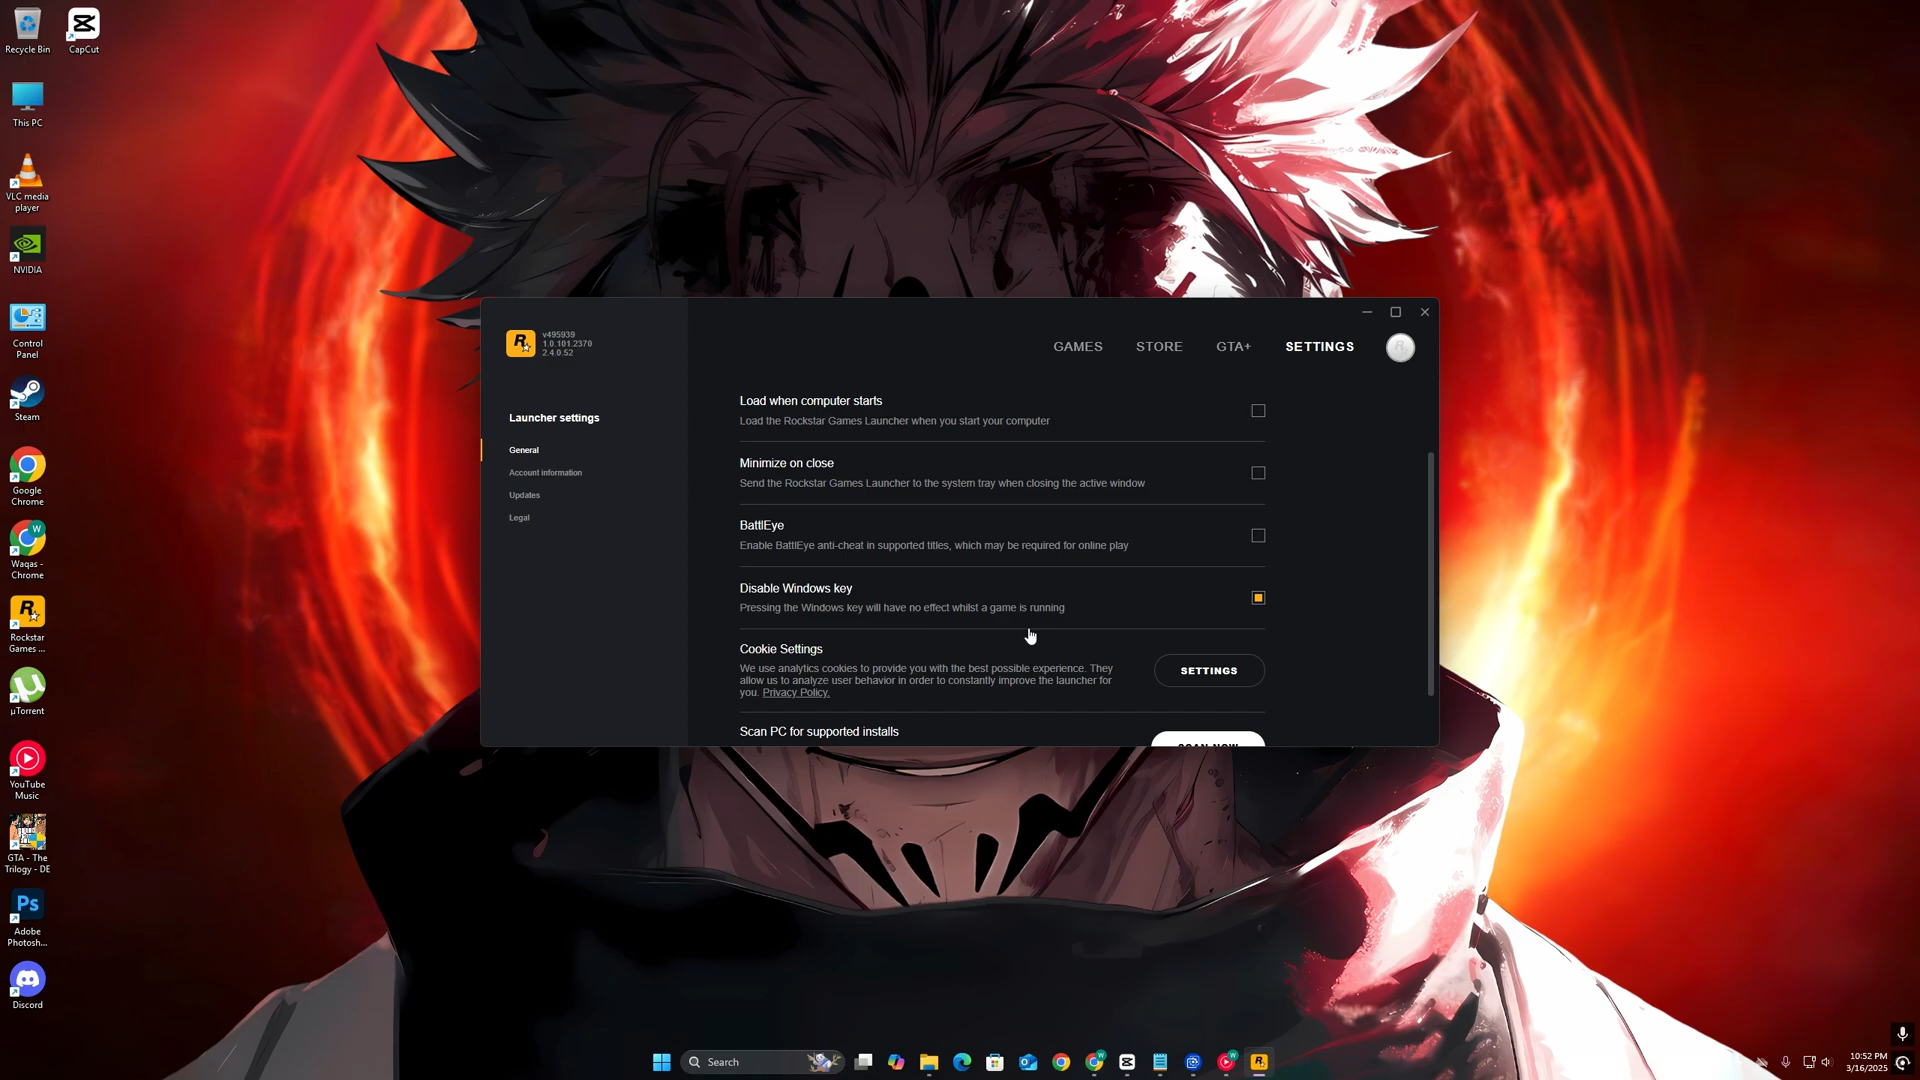 Recycle Bin
CapCut
This PC
VLC media
player
NVIDIA
Control
Panel
Steam
Google
Chrome
W
Waqas -
Chrome
Rockstar
Games ...
µTorrent
YouTube
Music
GTA - The
Trilogy - DE
Ps
Adobe
Photosh...
Discord
v495939
1.0.101.2370
2.4.0.52
GAMES
STORE
GTA+
SETTINGS
Launcher settings
General
Account information
Updates
Legal
Load when computer starts
Load the Rockstar Games Launcher when you start your computer
Minimize on close
Send the Rockstar Games Launcher to the system tray when closing the active window
BattlEye
Enable BattlEye anti-cheat in supported titles, which may be required for online play
Disable Windows key
Pressing the Windows key will have no effect whilst a game is running
Cookie Settings
We use analytics cookies to provide you with the best possible experience. They
allow us to analyze user behavior in order to constantly improve the launcher for
you. Privacy Policy.
SETTINGS
Scan PC for supported installs
SCAN NOW
Search
10:52 PM
3/16/2025